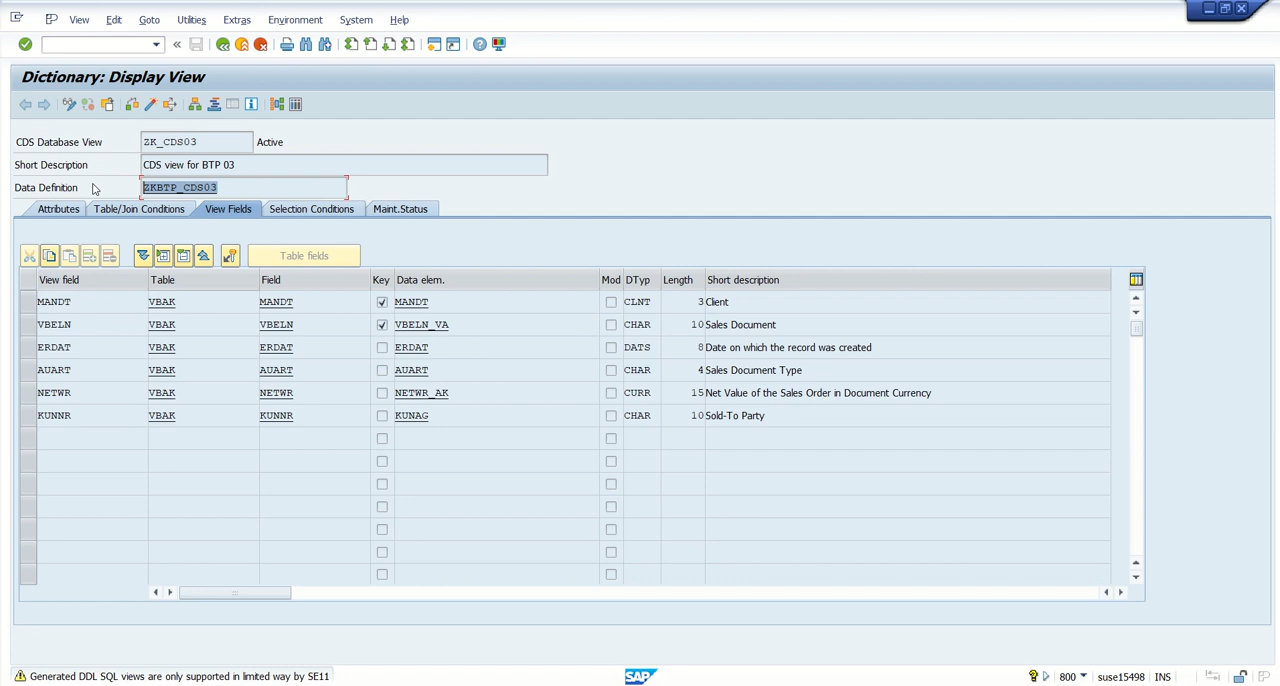 View Edit Goto Utilities Extras Environment System Help
Dictionary: Display View
CDS Database View ZK_CDS03 Active
Short Description CDS view for BTP 03
Data Definition ZKBTP_CDS03
Attributes Table/Join Conditions View Fields Selection Conditions Maint.Status
Table fields
View field Table Field Key Data elem. Mod DTyp Length Short description
MANDT VBAK MANDT MANDT CLNT 3 Client
VBELN VBAK VBELN VBELN_VA CHAR 10 Sales Document
ERDAT VBAK ERDAT ERDAT DATS 8 Date on which the record was created
AUART VBAK AUART AUART CHAR 4 Sales Document Type
NETWR VBAK NETWR NETWR_AK CURR 15 Net Value of the Sales Order in Document Currency
KUNNR VBAK KUNNR KUNAG CHAR 10 Sold-To Party
Generated DDL SQL views are only supported in limited way by SE11 SAP 800 suse15498 INS